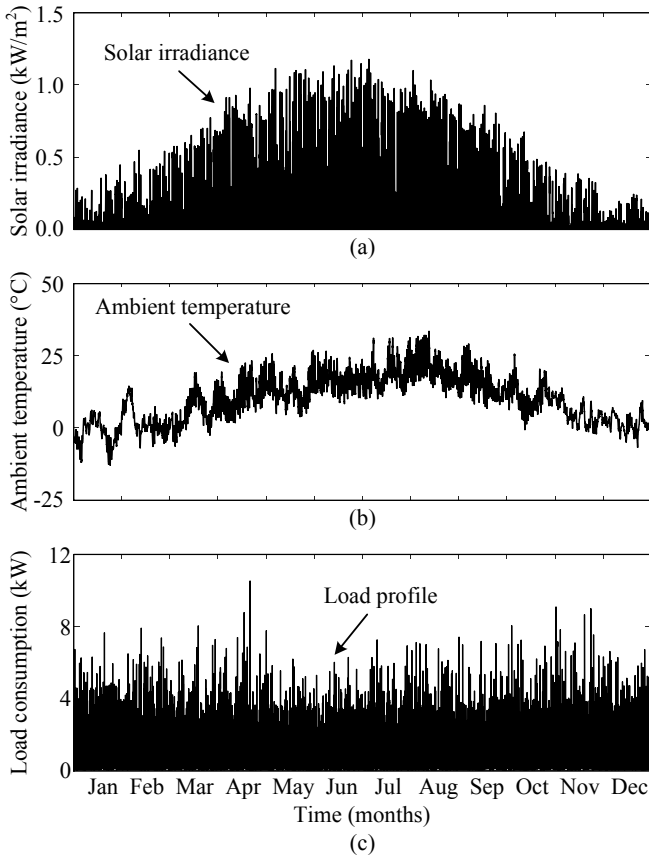 1.5
1.0
0.5
0.0
Solar irradiance (kW/m²)
Solar irradiance
(a)
50
25
0
-25
Ambient temperature (°C)
Ambient temperature
(b)
12
8
4
0
Load consumption (kW)
Load profile
Jan Feb Mar Apr May Jun Jul Aug Sep Oct Nov Dec
Time (months)
(c)